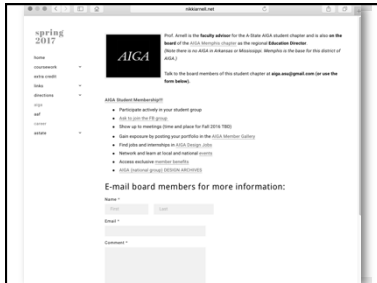 nikkiarnell.net
spring
2017
home
coursework
extra credit
links
directions
aiga
aaf
career
astate
AIGA
Prof. Arnell is the faculty advisor for the A-State AIGA student chapter and is also on the
board of the AIGA Memphis chapter as the regional Education Director.
(Note there is no AIGA in Arkansas or Mississippi. Memphis is the base for this district of
AIGA.)
Talk to the board members of this student chapter at aiga.asu@gmail.com (or use the
form below).
AIGA Student Membership!!!
Participate actively in your student group
Ask to join the FB group.
Show up to meetings (time and place for Fall 2016 TBD)
Gain exposure by posting your portfolio in the AIGA Member Gallery
Find jobs and internships in AIGA Design Jobs
Network and learn at local and national events
Access exclusive member benefits
AIGA (national group) DESIGN ARCHIVES
E-mail board members for more information:
Name *
First Last
Email *
Comment *